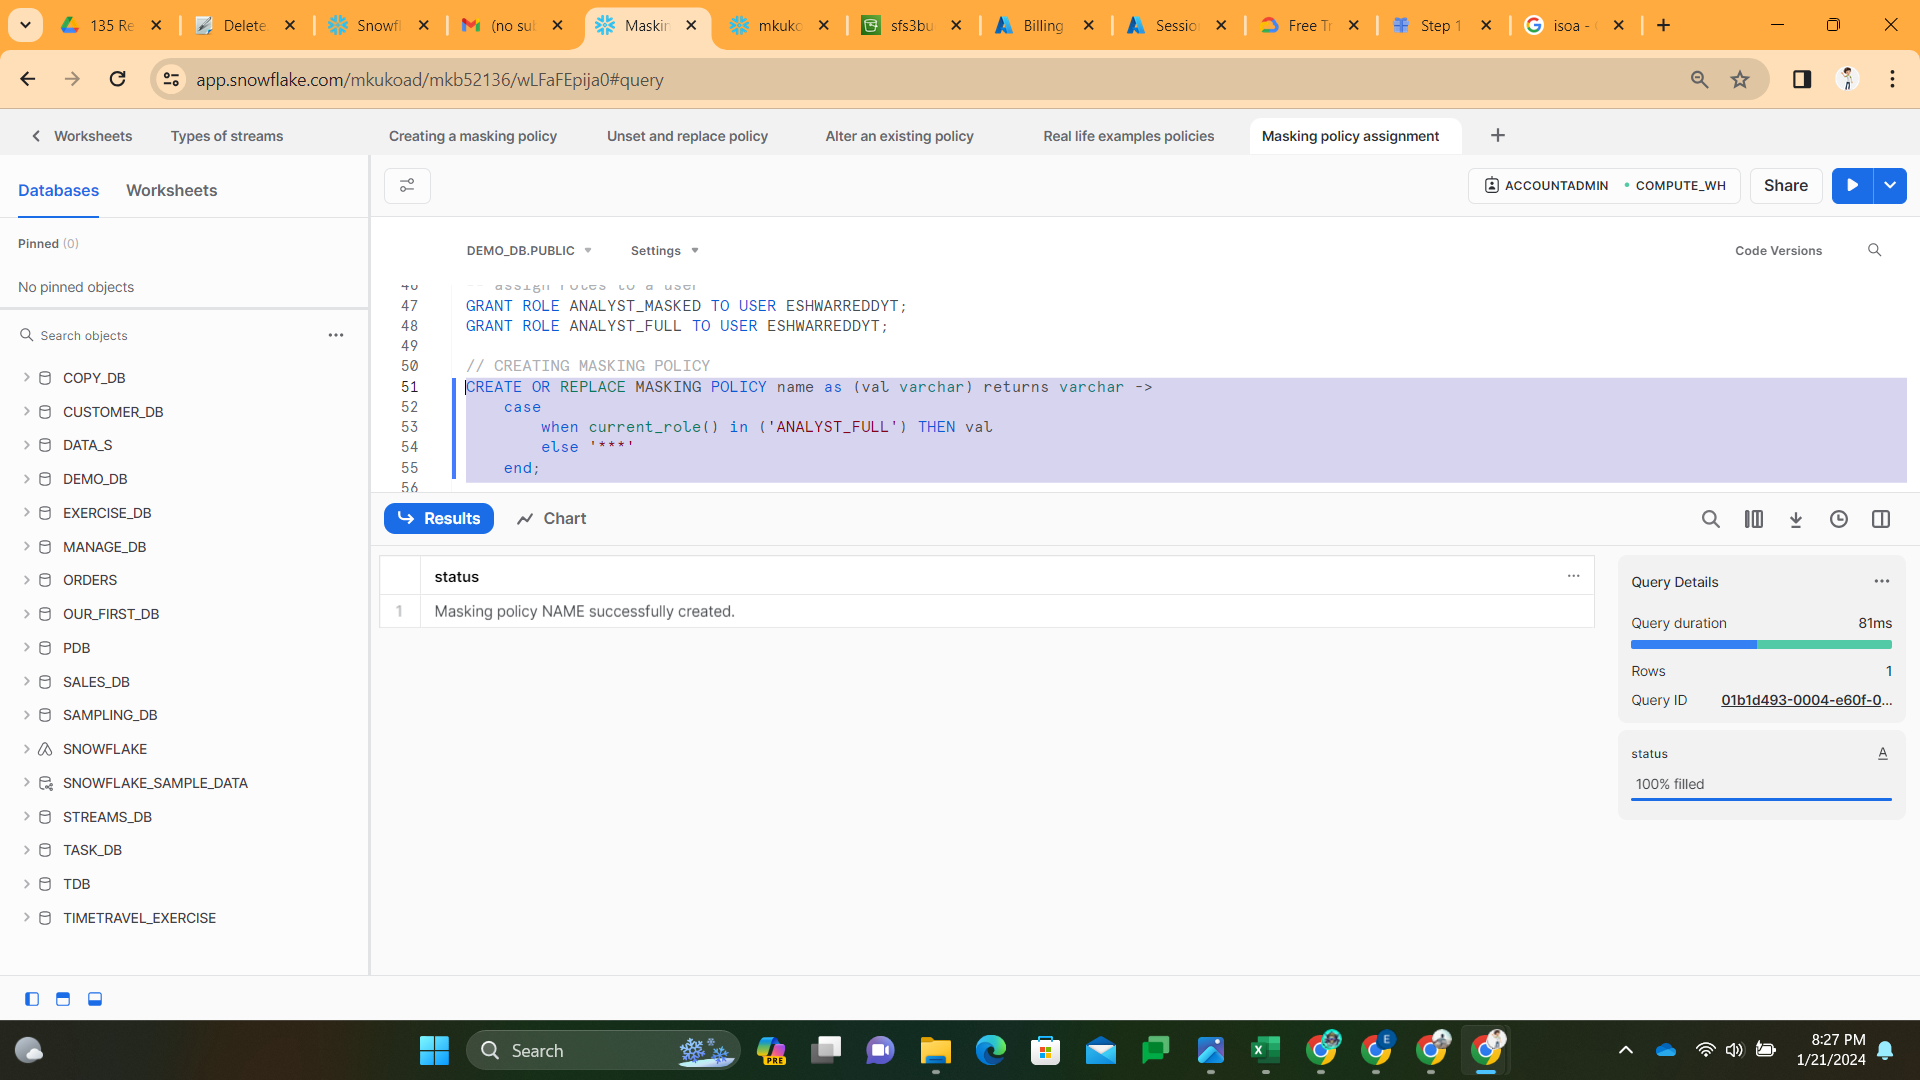 135 Re
Delete
Snowfl
(no sub
Maskin
mkuko
sfs3bu
Billing
Sessio
Free Tr
Step 1
isoa -
app.snowflake.com/mkukoad/mkb52136/wLFaFEpija0#query
Worksheets
Types of streams
Creating a masking policy
Unset and replace policy
Alter an existing policy
Real life examples policies
Masking policy assignment
Databases
Worksheets
ACCOUNTADMIN
COMPUTE_WH
Share
Pinned (0)
No pinned objects
Search objects
COPY_DB
CUSTOMER_DB
DATA_S
DEMO_DB
EXERCISE_DB
MANAGE_DB
ORDERS
OUR_FIRST_DB
PDB
SALES_DB
SAMPLING_DB
SNOWFLAKE
SNOWFLAKE_SAMPLE_DATA
STREAMS_DB
TASK_DB
TDB
TIMETRAVEL_EXERCISE
DEMO_DB.PUBLIC
Settings
Code Versions
46 -- assign roles to a user
47 GRANT ROLE ANALYST_MASKED TO USER ESHWARREDDYT;
48 GRANT ROLE ANALYST_FULL TO USER ESHWARREDDYT;
49
50 // CREATING MASKING POLICY
51 CREATE OR REPLACE MASKING POLICY name as (val varchar) returns varchar ->
52 case
53 when current_role() in ('ANALYST_FULL') THEN val
54 else '***'
55 end;
56
Results
Chart
status
1 Masking policy NAME successfully created.
Query Details
Query duration 81ms
Rows 1
Query ID 01b1d493-0004-e60f-0...
status A
100% filled
Search
PRE
E
8:27 PM
1/21/2024